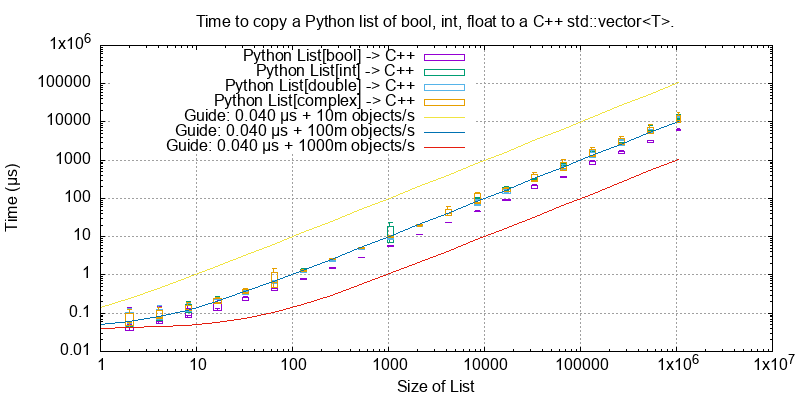 Time to copy a Python list of bool, int, float to a C++ std::vector<T>.
1x10^6
100000
10000
1000
100
10
1
0.1
0.01
Time (µs)
Python List[bool] -> C++
Python List[int] -> C++
Python List[double] -> C++
Python List[complex] -> C++
Guide: 0.040 µs + 10m objects/s
Guide: 0.040 µs + 100m objects/s
Guide: 0.040 µs + 1000m objects/s
1 10 100 1000 10000 100000 1x10^6 1x10^7
Size of List